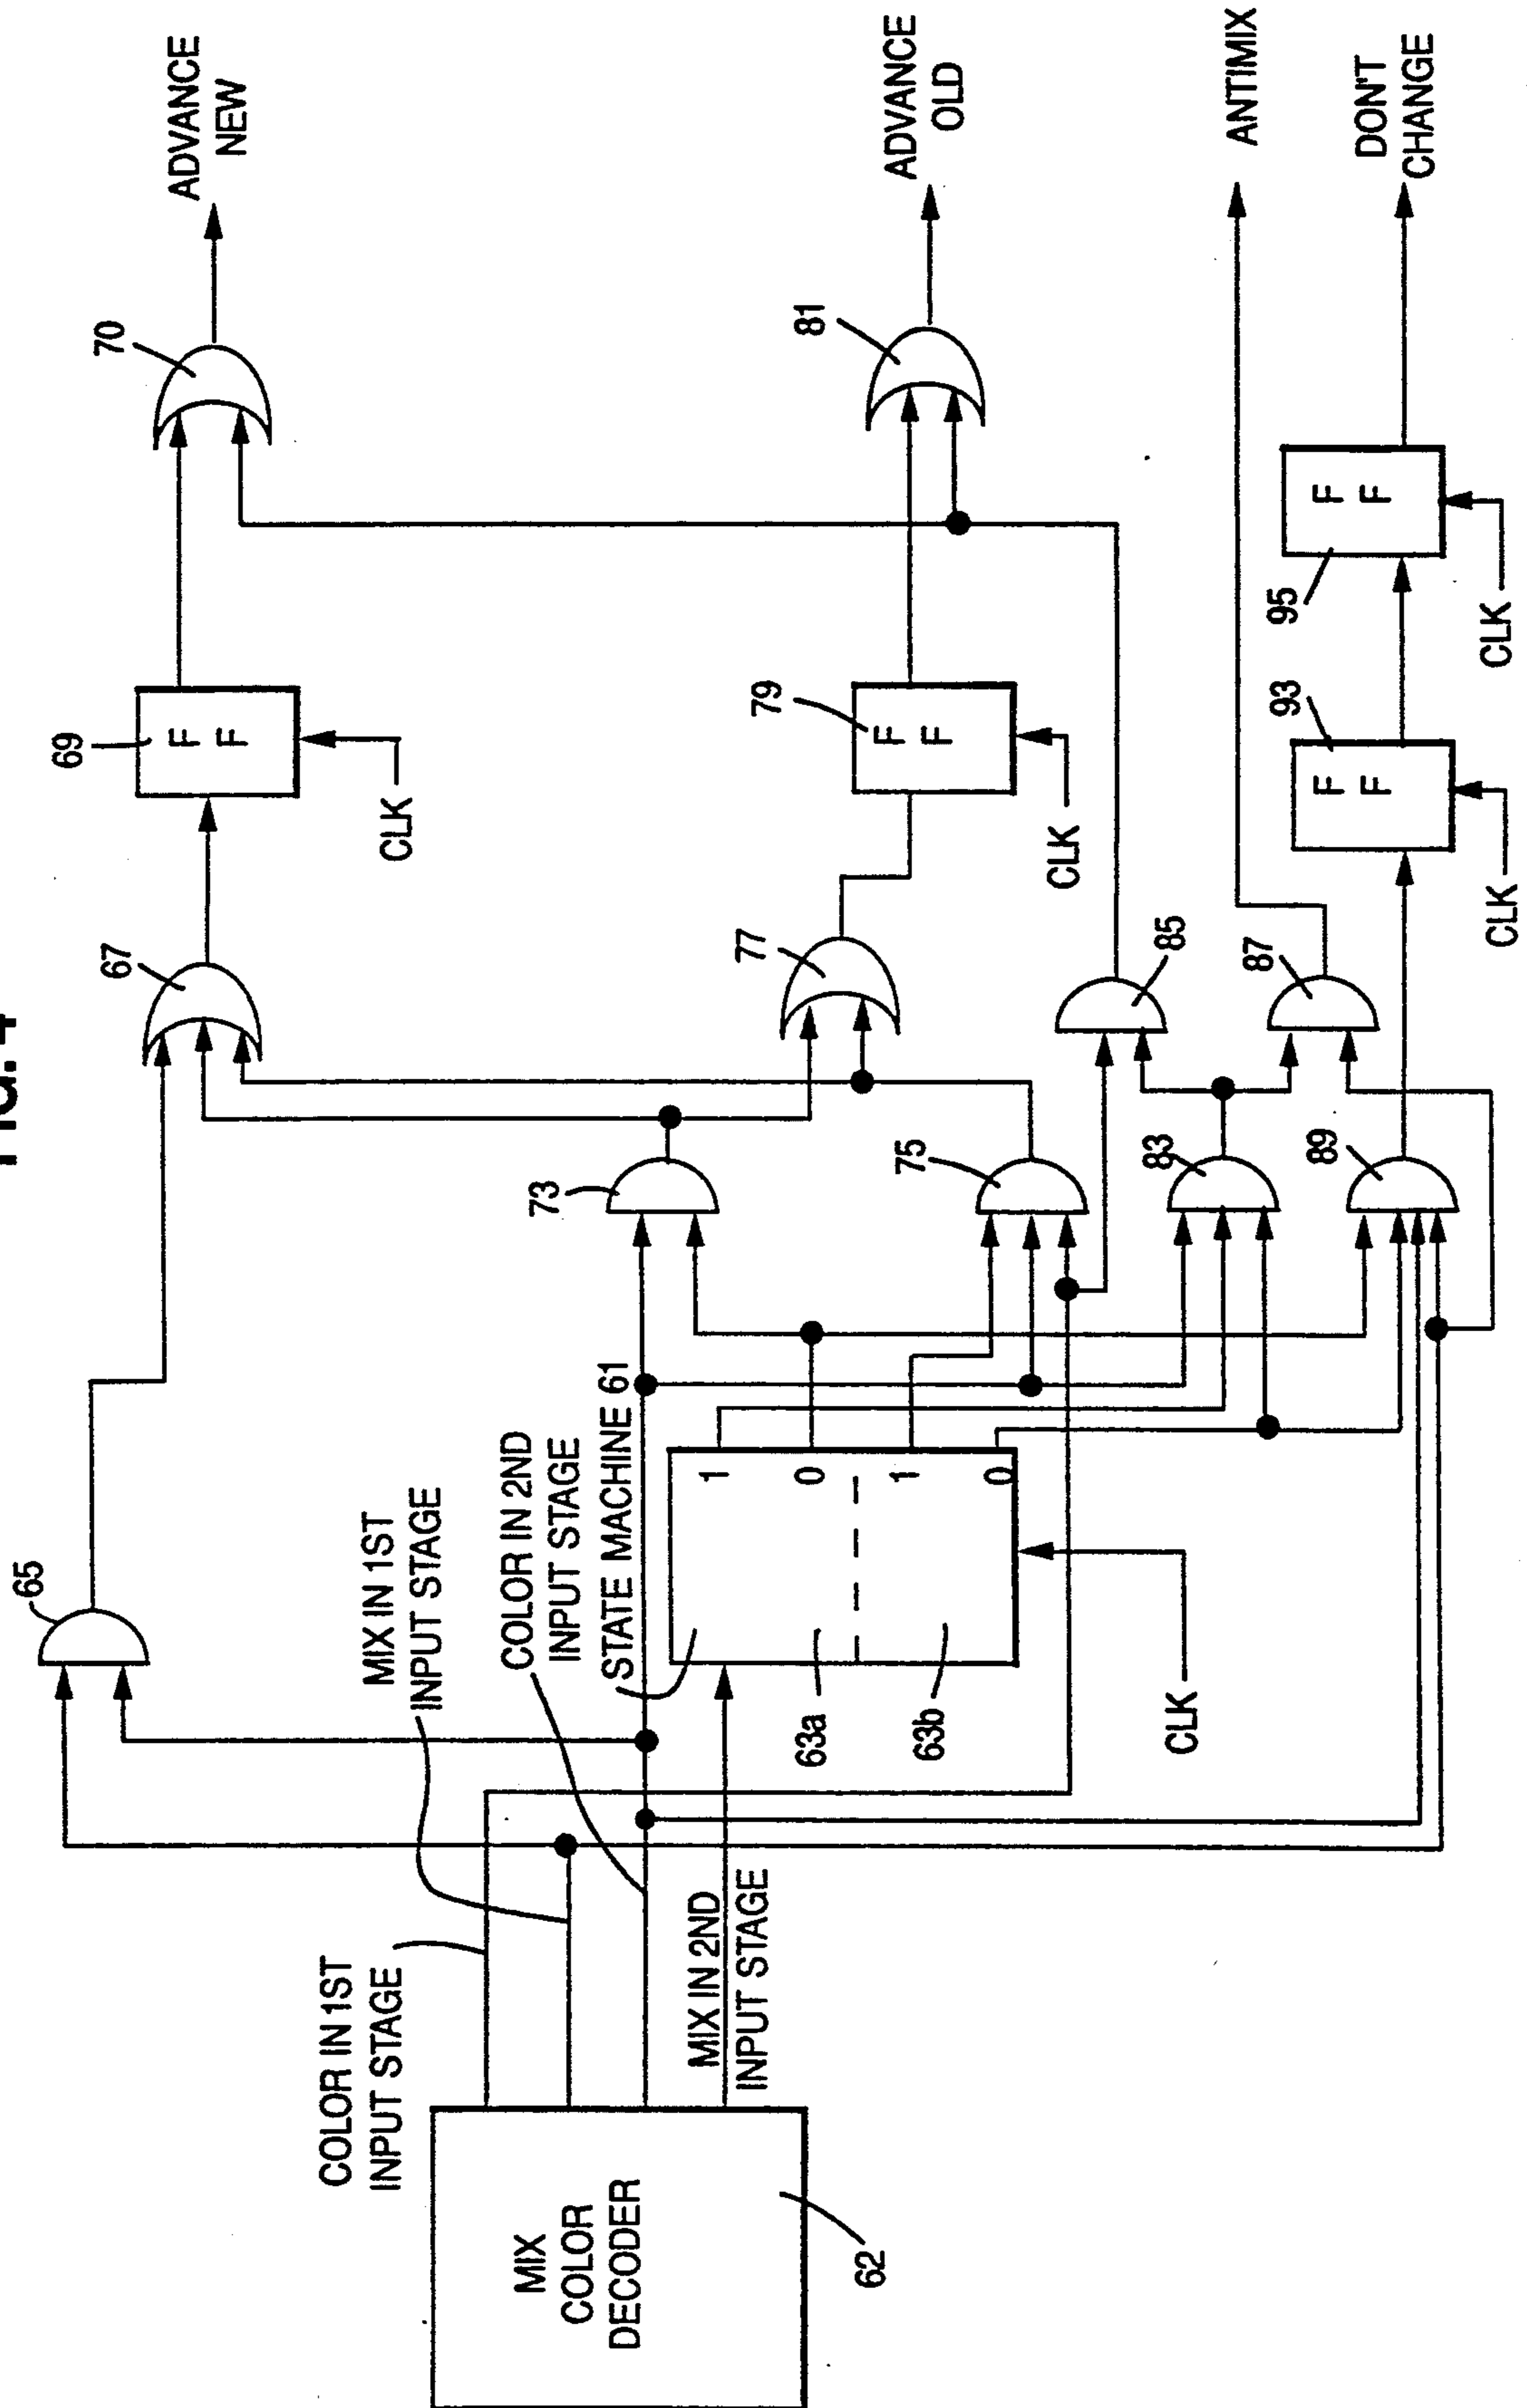 FIG. 4
ADVANCE
NEW
70
69
F
F
CLK
67
65
ADVANCE
OLD
81
79
F
F
CLK
77
73
75
85
MIX IN 1ST
INPUT STAGE
COLOR IN 2ND
INPUT STAGE
STATE MACHINE 61
1
0
1
0
63a
63b
CLK
COLOR IN 1ST
INPUT STAGE
MIX IN 2ND
INPUT STAGE
MIX
COLOR
DECODER
62
ANTIMIX
83
87
DON'T
CHANGE
89
93
F
F
CLK
95
F
F
CLK